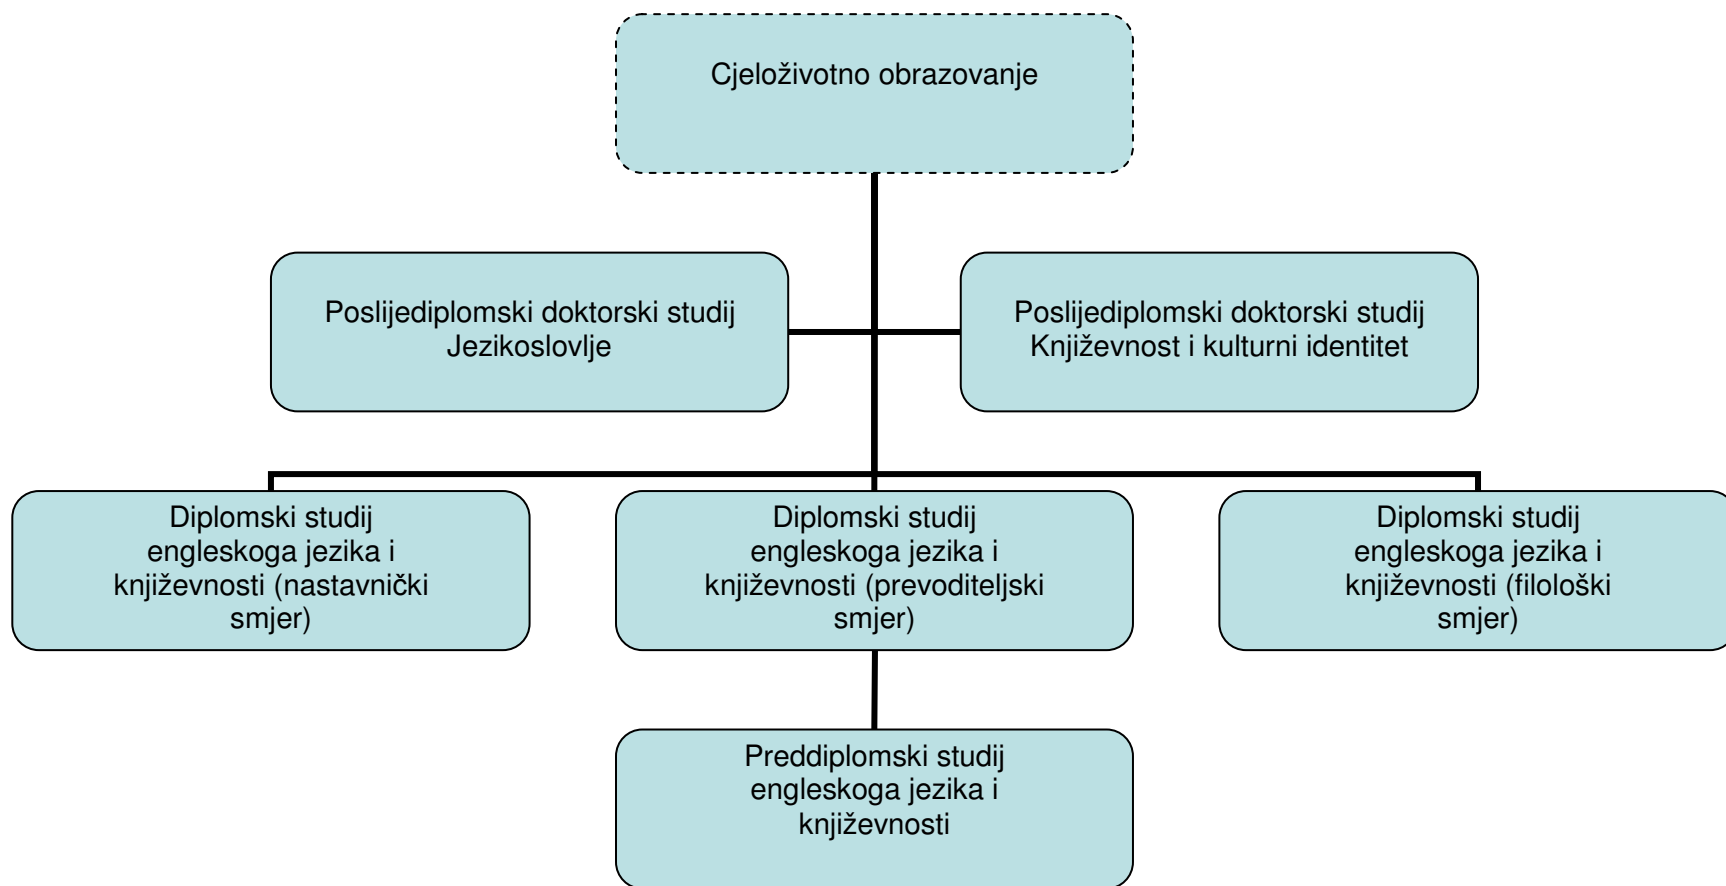 Cjeloživotno obrazovanje
Poslijediplomski doktorski studij
Jezikoslovlje
Poslijediplomski doktorski studij
Književnost i kulturni identitet
Diplomski studij
engleskoga jezika i
književnosti (nastavnički
smjer)
Diplomski studij
engleskoga jezika i
književnosti (prevoditeljski
smjer)
Diplomski studij
engleskoga jezika i
književnosti (filološki
smjer)
Preddiplomski studij
engleskoga jezika i
književnosti